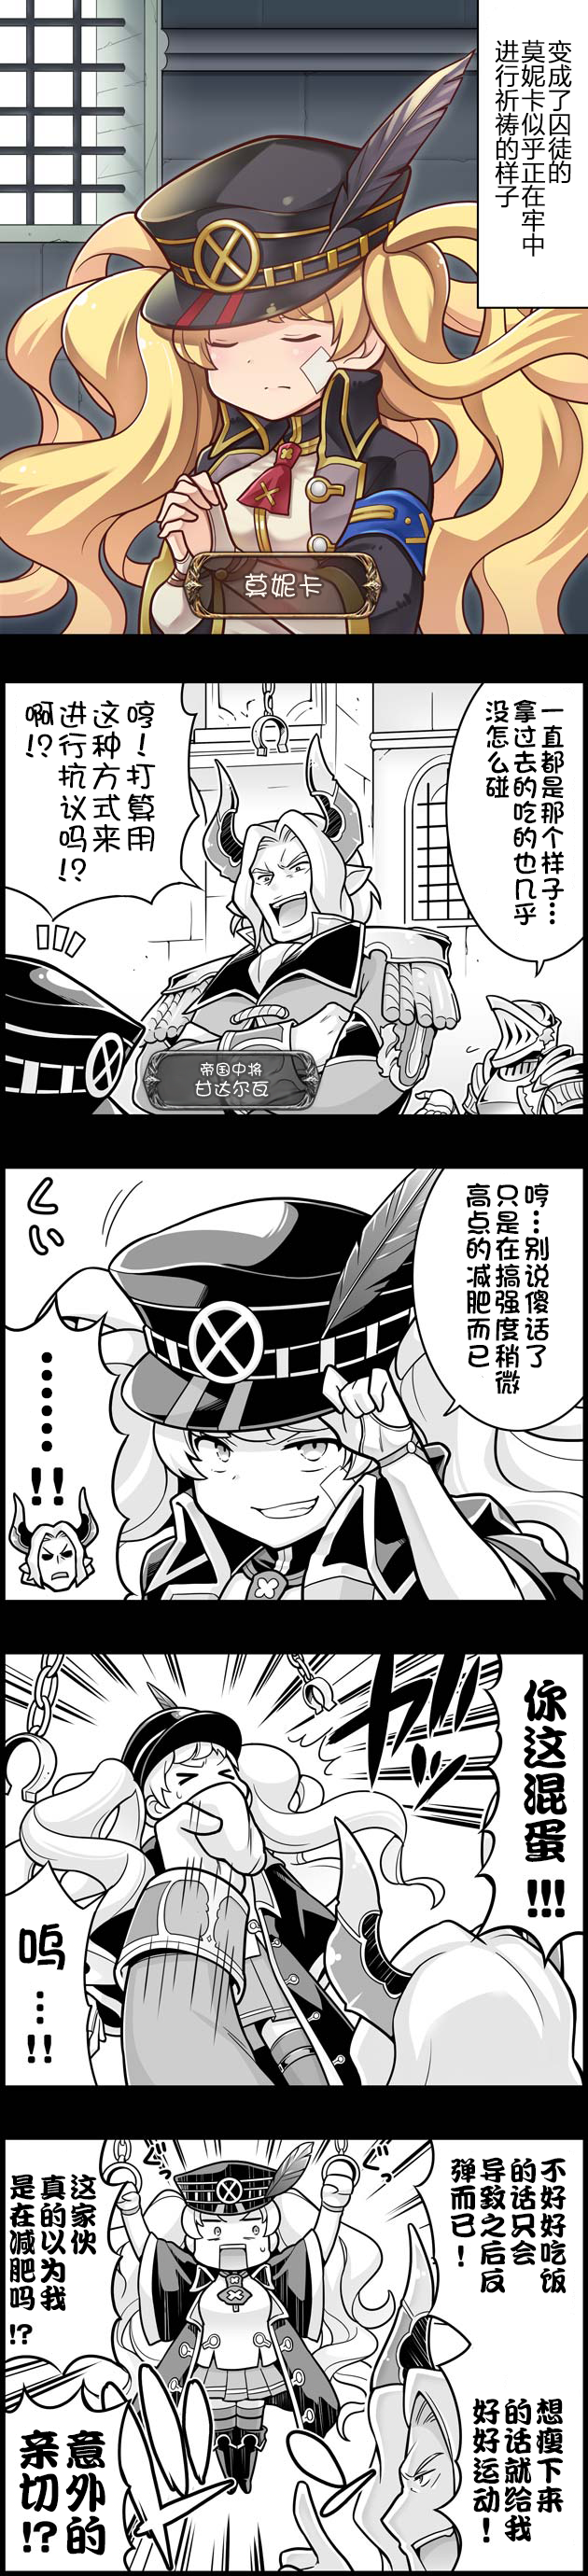 变成了囚徒的
莫妮卡似乎正在牢中
进行祈祷的样子
莫妮卡
一直都是那个样子…
拿过去的吃的也几乎
没怎么碰
哼！打算用
这种方式来
进行抗议吗！？
啊！？
帝国中将
甘达尔瓦
哼…别说傻话了
只是在搞强度稍微
高点的减肥而已
くい
……!!
你这混蛋!!!
ガッ
呜…!!
不好好吃饭
的话只会
导致之后反
弹而已！
这家伙
真的以为我
是在减肥吗!?
想瘦下来
的话就给我
好好运动！
意外的
亲切!?